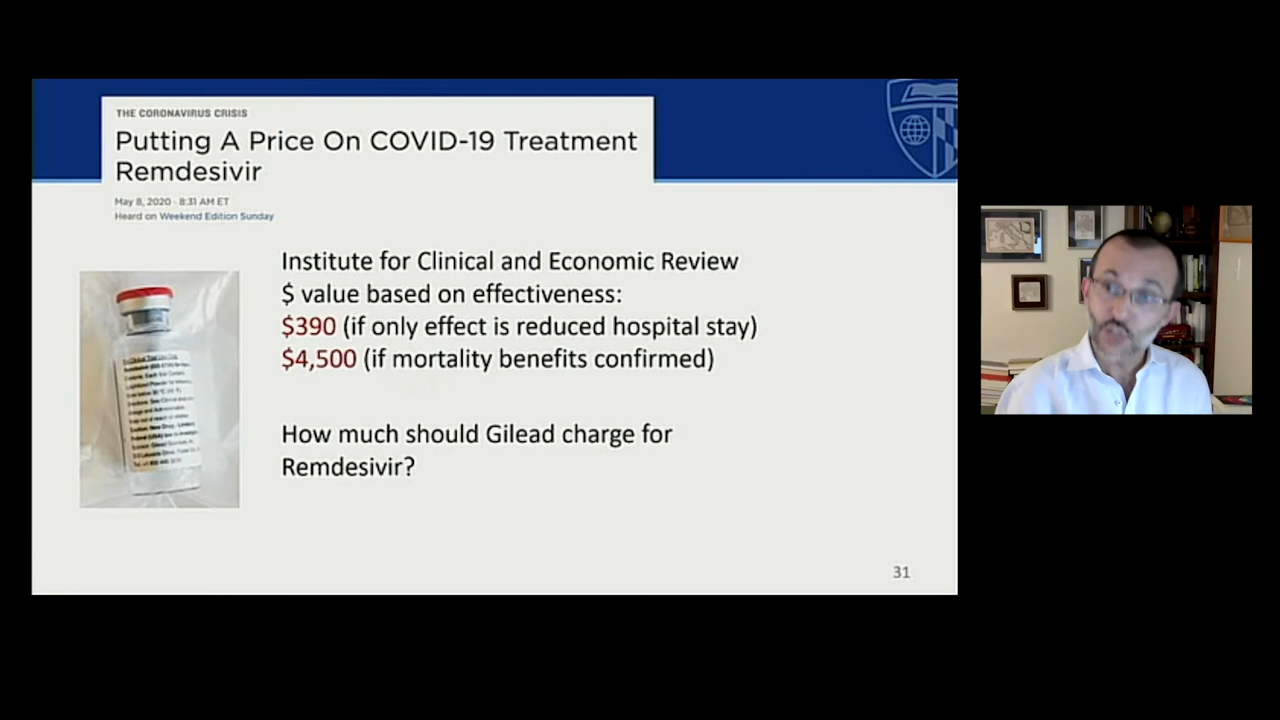 THE CORONAVIRUS CRISIS
Putting A Price On COVID-19 Treatment
Remdesivir
May 8, 2020 · 8:31 AM ET
Heard on Weekend Edition Sunday
Institute for Clinical and Economic Review
$ value based on effectiveness:
$390 (if only effect is reduced hospital stay)
$4,500 (if mortality benefits confirmed)
How much should Gilead charge for
Remdesivir?
31